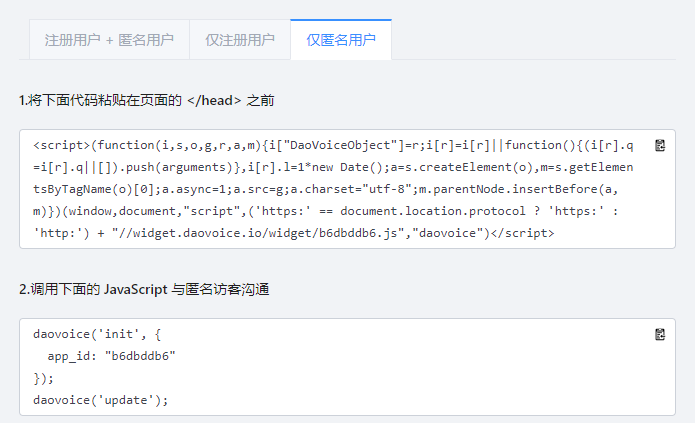 注册用户 + 匿名用户 仅注册用户 仅匿名用户
1.将下面代码粘贴在页面的 </head> 之前
<script>(function(i,s,o,g,r,a,m){i["DaoVoiceObject"]=r;i[r]=i[r]||function(){(i[r].q
=i[r].q||[]).push(arguments)},i[r].l=1*new Date();a=s.createElement(o),m=s.getElemen
tsByTagName(o)[0];a.async=1;a.src=g;a.charset="utf-8";m.parentNode.insertBefore(a,
m)})(window,document,"script",('https:' == document.location.protocol ? 'https:' :
'http:') + "//widget.daovoice.io/widget/b6dbddb6.js","daovoice")</script>
2.调用下面的 JavaScript 与匿名访客沟通
daovoice('init', {
  app_id: "b6dbddb6"
});
daovoice('update');